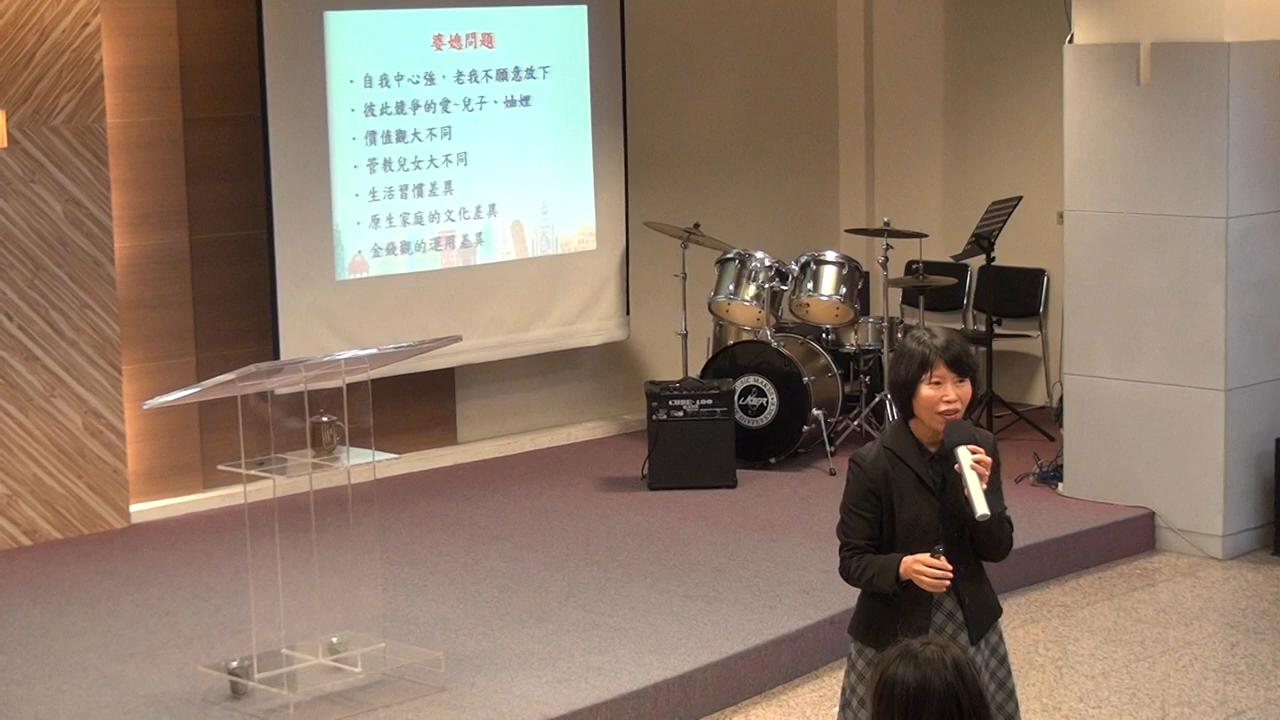 婆媳問題
· 自我中心強，老我不願意放下
· 彼此競爭的愛~兒子、妯娌
· 價值觀大不同
· 管教兒女大不同
· 生活習慣差異
· 原生家庭的文化差異
· 金錢觀的運用差異
CUBE-100